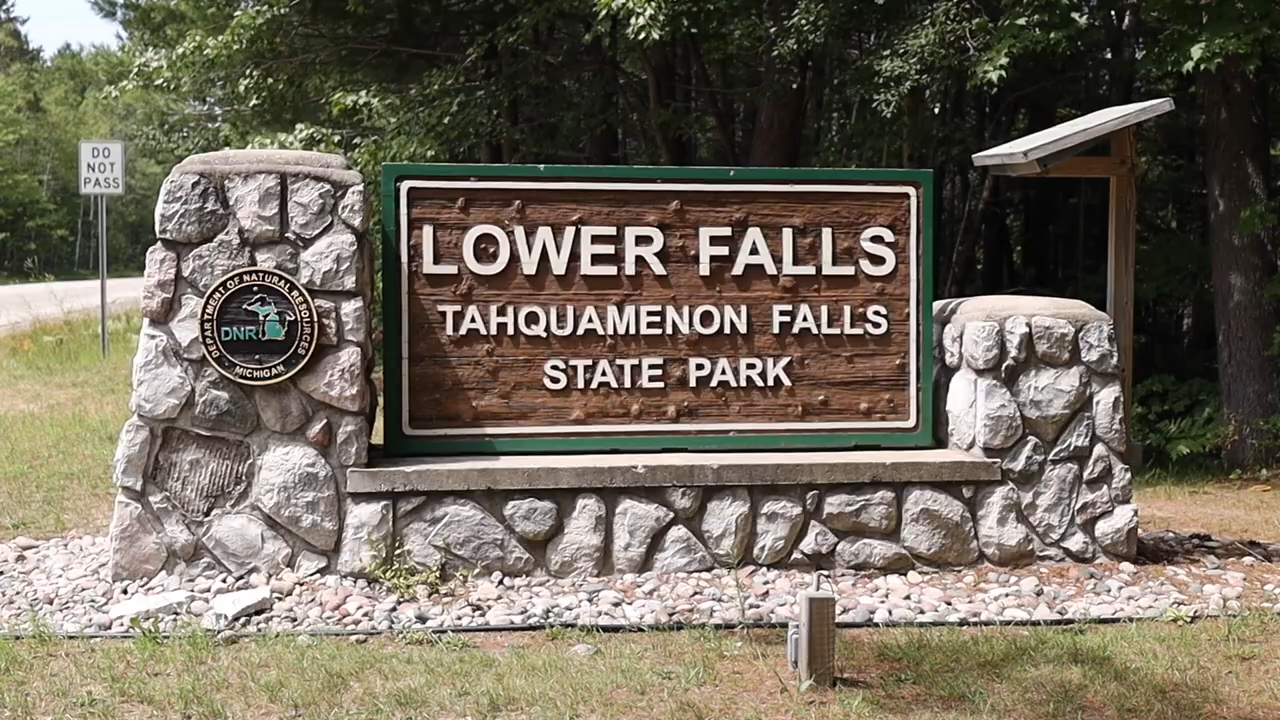 DO
NOT
PASS
LOWER FALLS
TAHQUAMENON FALLS
STATE PARK
DEPARTMENT OF NATURAL RESOURCES
DNR
MICHIGAN